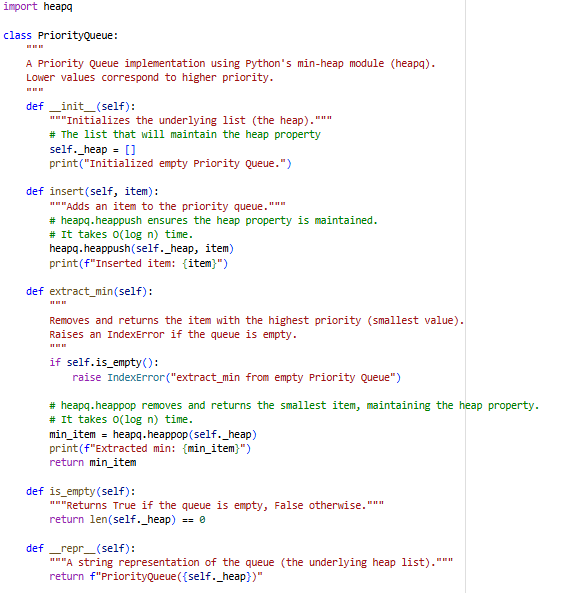 import heapq

class PriorityQueue:
    """
    A Priority Queue implementation using Python's min-heap module (heapq).
    Lower values correspond to higher priority.
    """
    def __init__(self):
        """Initializes the underlying list (the heap)."""
        # The list that will maintain the heap property
        self._heap = []
        print("Initialized empty Priority Queue.")

    def insert(self, item):
        """Adds an item to the priority queue."""
        # heapq.heappush ensures the heap property is maintained.
        # It takes O(log n) time.
        heapq.heappush(self._heap, item)
        print(f"Inserted item: {item}")

    def extract_min(self):
        """
        Removes and returns the item with the highest priority (smallest value).
        Raises an IndexError if the queue is empty.
        """
        if self.is_empty():
            raise IndexError("extract_min from empty Priority Queue")

        # heapq.heappop removes and returns the smallest item, maintaining the heap property.
        # It takes O(log n) time.
        min_item = heapq.heappop(self._heap)
        print(f"Extracted min: {min_item}")
        return min_item

    def is_empty(self):
        """Returns True if the queue is empty, False otherwise."""
        return len(self._heap) == 0

    def __repr__(self):
        """A string representation of the queue (the underlying heap list)."""
        return f"PriorityQueue({self._heap})"